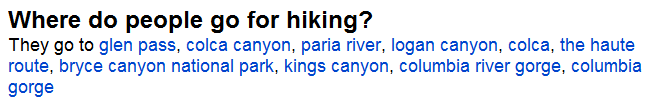 Where do people go for hiking?
They go to glen pass, colca canyon, paria river, logan canyon, colca, the haute
route, bryce canyon national park, kings canyon, columbia river gorge, columbia
gorge